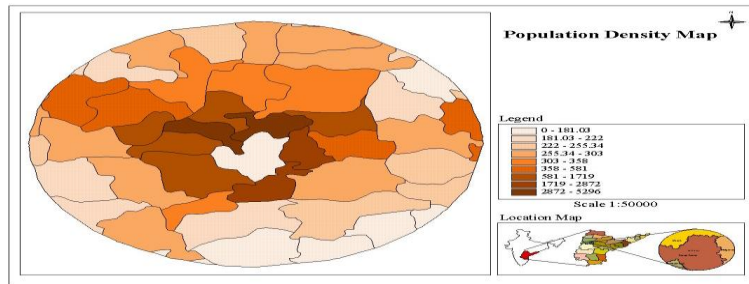 Population Density Map
Legend
0 - 181.03
181.03 - 222
222 - 255.34
255.34 - 303
303 - 358
358 - 581
581 - 1719
1719 - 2872
2872 - 5296
Scale 1:50000
Location Map